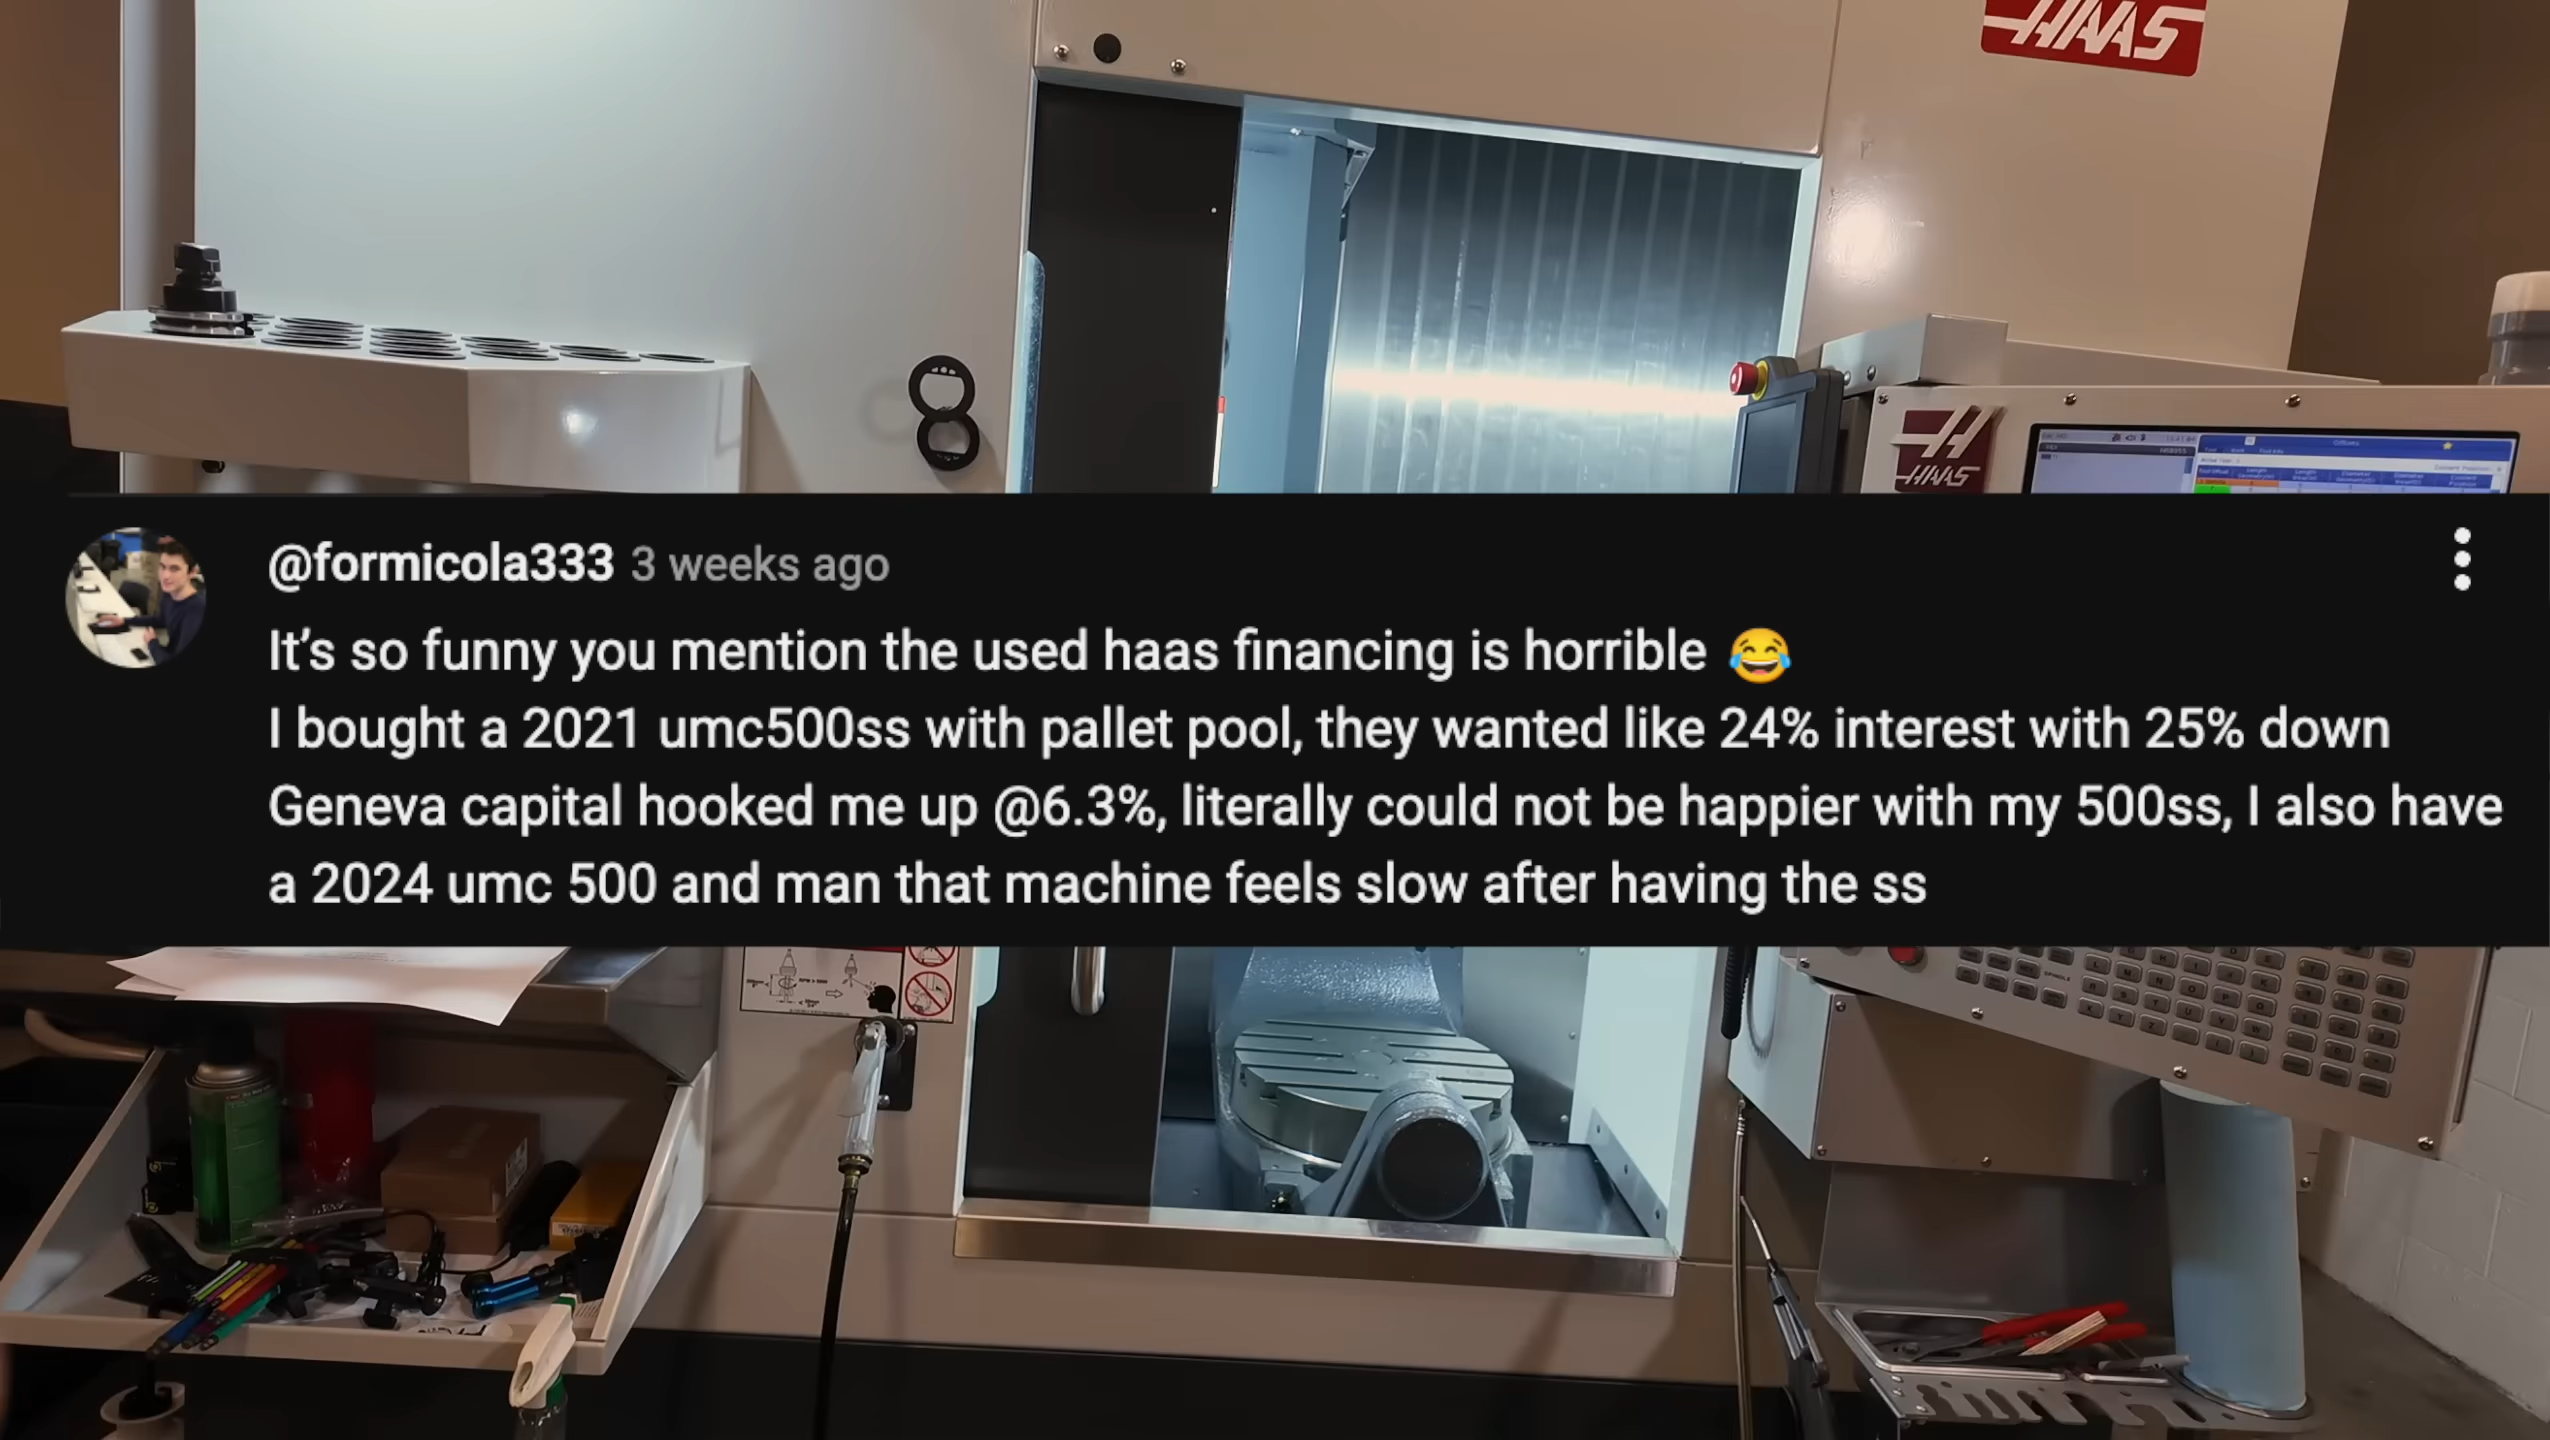 HAAS
HAAS
@formicola333 3 weeks ago
It's so funny you mention the used haas financing is horrible 😂
I bought a 2021 umc500ss with pallet pool, they wanted like 24% interest with 25% down
Geneva capital hooked me up @6.3%, literally could not be happier with my 500ss, I also have
a 2024 umc 500 and man that machine feels slow after having the ss